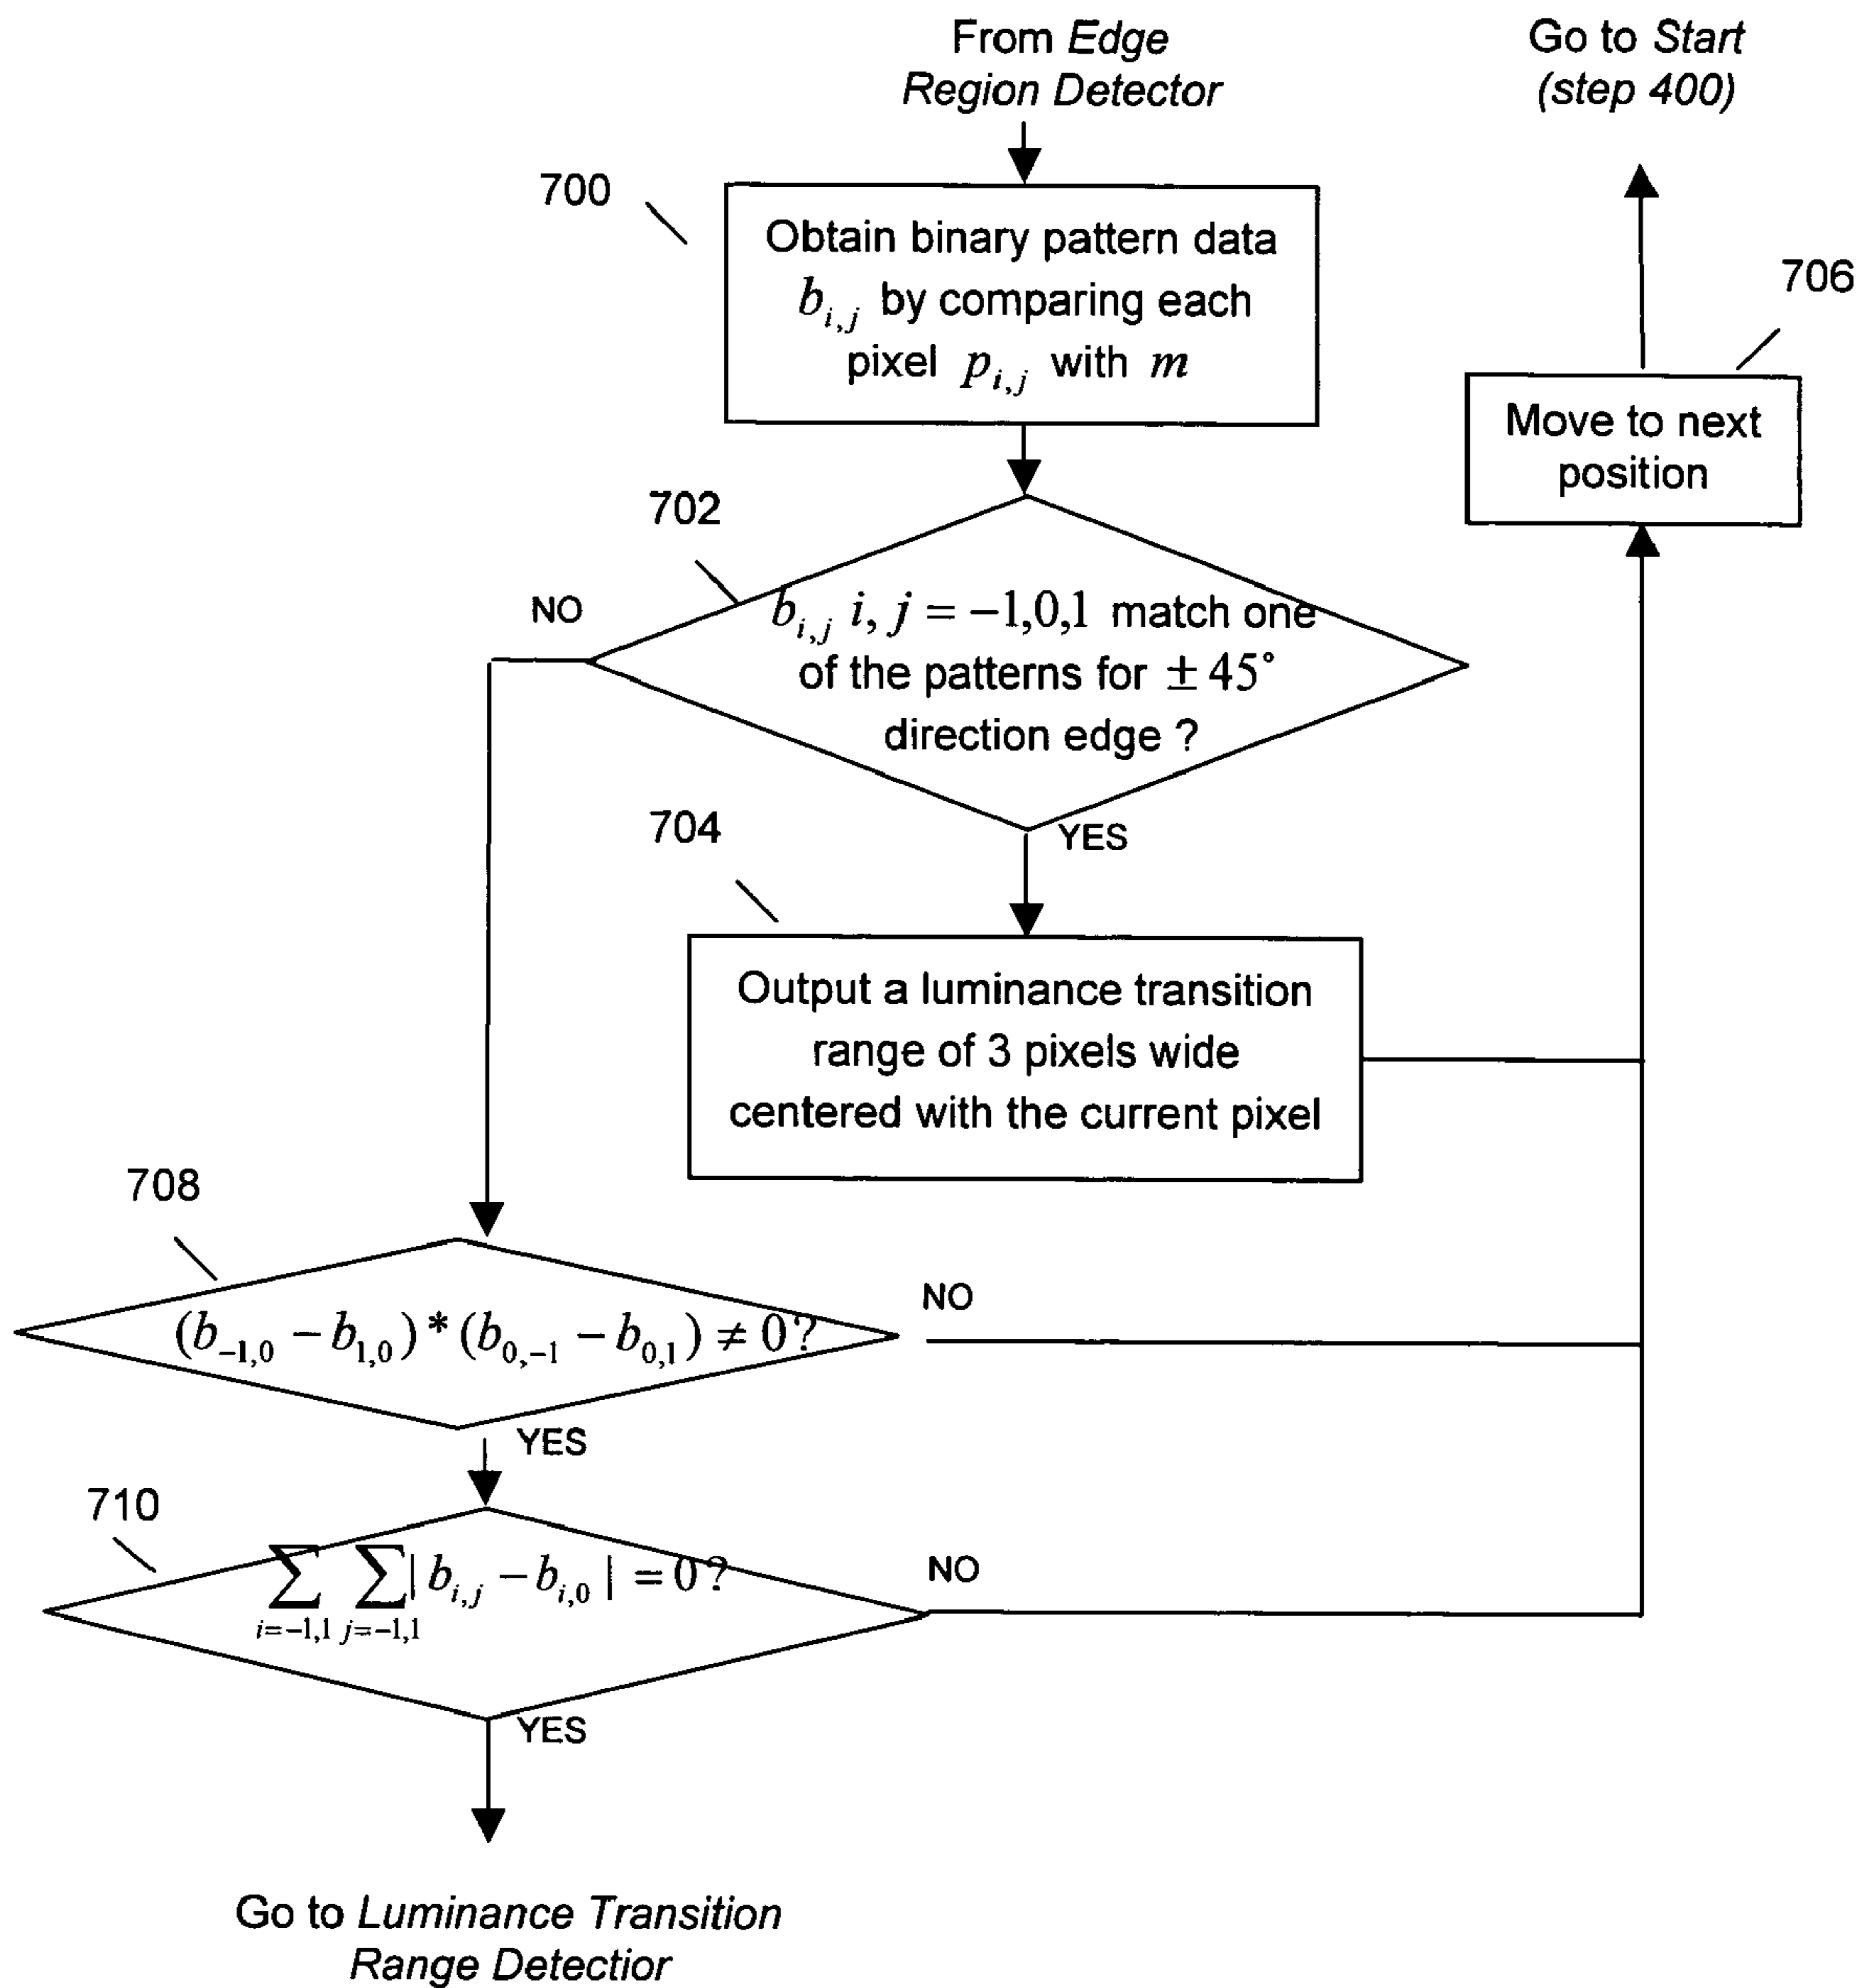 From Edge
Region Detector
Go to Start
(step 400)
700
Obtain binary pattern data
b_{i,j} by comparing each
pixel p_{i,j} with m
706
Move to next
position
702
NO
b_{i,j} i, j = −1,0,1 match one
of the patterns for ± 45°
direction edge ?
YES
704
Output a luminance transition
range of 3 pixels wide
centered with the current pixel
708
(b_{-1,0} − b_{1,0}) * (b_{0,-1} − b_{0,1}) ≠ 0?
NO
YES
710
∑_{i=-1,1} ∑_{j=-1,1} | b_{i,j} − b_{i,0} | = 0?
NO
YES
Go to Luminance Transition
Range Detectior